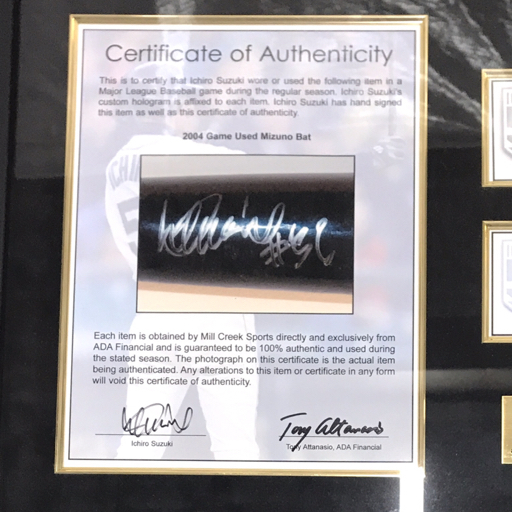 Certificate of Authenticity
This is to certify that Ichiro Suzuki wore or used the following item in a
Major League Baseball game during the regular season. Ichiro Suzuki's
custom hologram is affixed to each item. Ichiro Suzuki has hand signed
this item as well as this certificate of authenticity.
2004 Game Used Mizuno Bat
#51
Each item is obtained by Mill Creek Sports directly and exclusively from
ADA Financial and is guaranteed to be 100% authentic and used during
the stated season. The photograph on this certificate is the actual item
being authenticated. Any alterations to this item or certificate in any form
will void this certificate of authenticity.
Tony Attanasio
Ichiro Suzuki
Tony Attanasio, ADA Financial